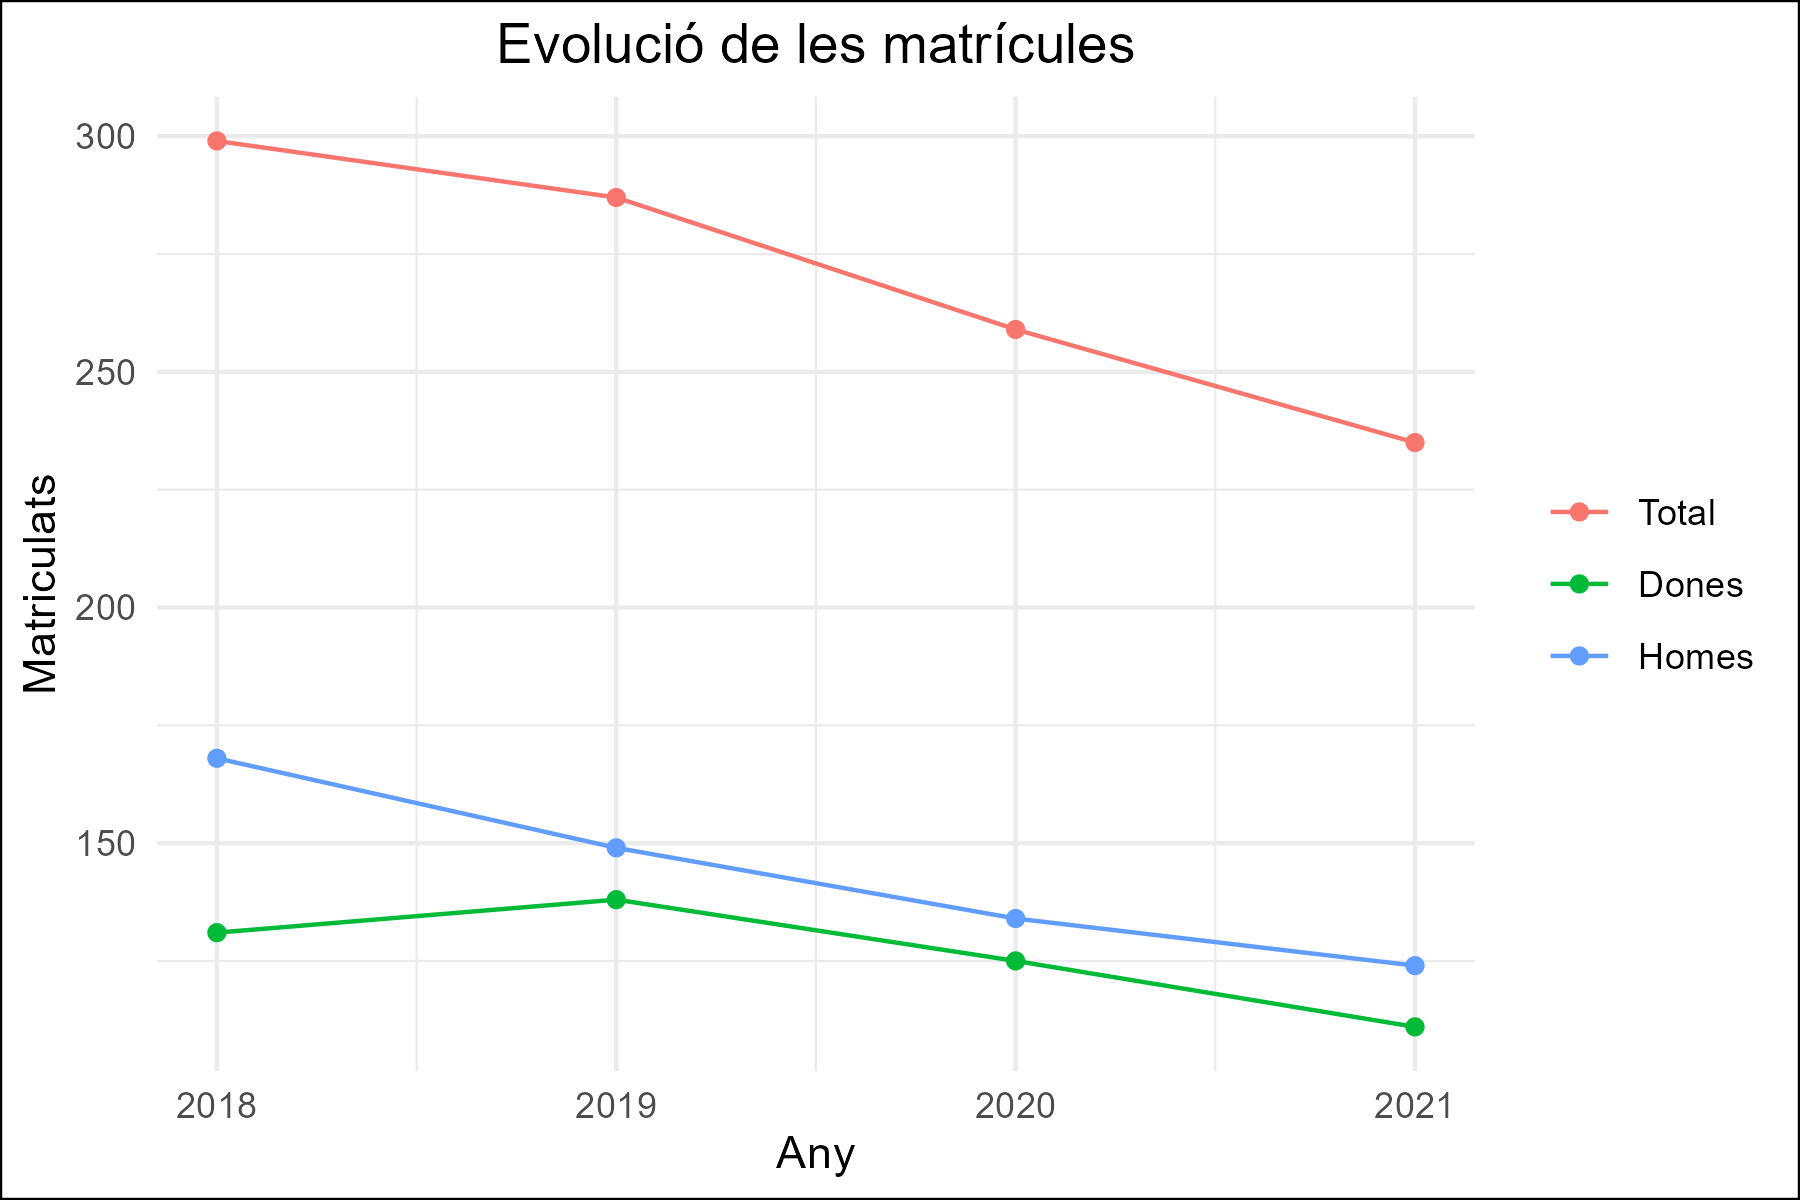 Evolució de les matrícules
300
250
200
150
Matriculats
2018
2019
2020
2021
Any
Total
Dones
Homes